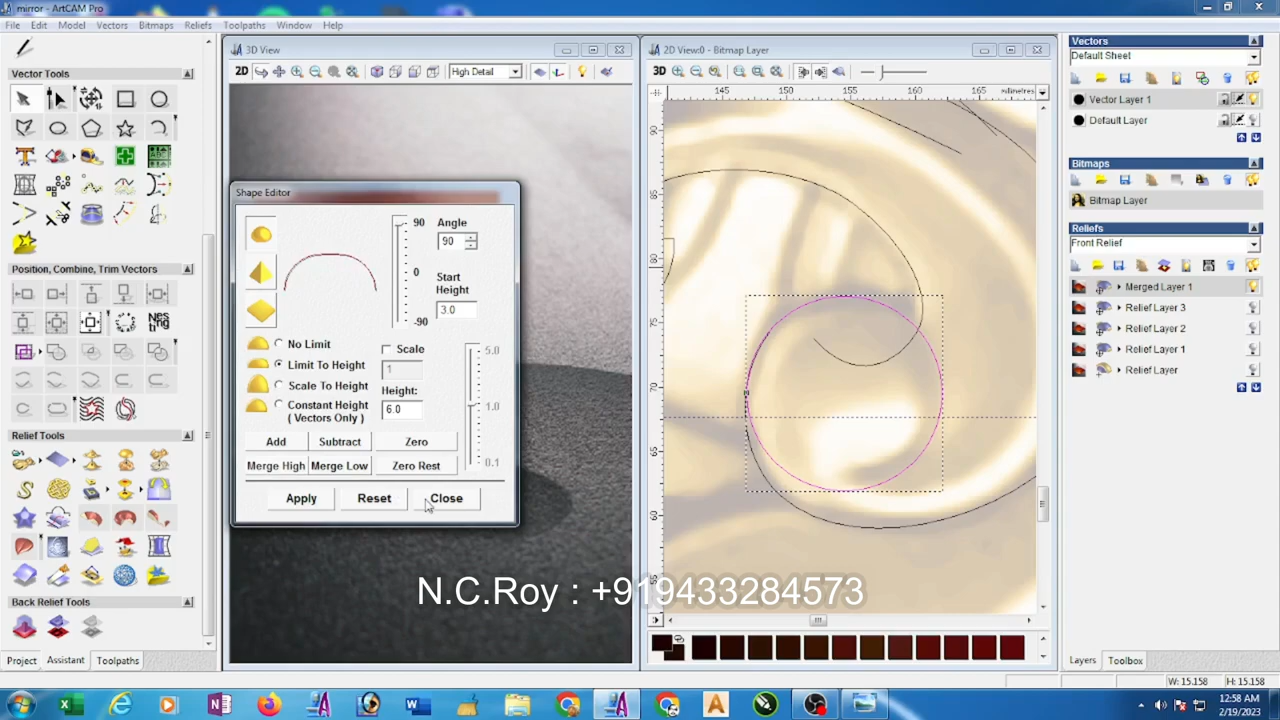 mirror - ArtCAM Pro
File Edit Model Vectors Bitmaps Reliefs Toolpaths Window Help
Vector Tools
Position, Combine, Trim Vectors
NES
Relief Tools
Back Relief Tools
Project Assistant Toolpaths
3D View
2D High Detail
Shape Editor
90 Angle
90
0 Start Height
3.0
-90
No Limit
Limit To Height
Scale To Height
Constant Height
( Vectors Only )
Scale
1
Height:
6.0
5.0
1.0
0.1
Add Subtract Zero
Merge High Merge Low Zero Rest
Apply Reset Close
2D View:0 - Bitmap Layer
3D
145 150 155 160 165 millimetres
90
85
80
75
70
65
60
55
N.C.Roy : +919433284573
Vectors
Default Sheet
Vector Layer 1
Default Layer
Bitmaps
Bitmap Layer
Reliefs
Front Relief
Merged Layer 1
Relief Layer 3
Relief Layer 2
Relief Layer 1
Relief Layer
Layers Toolbox
W: 15.158 H: 15.158
12:58 AM
2/19/2023